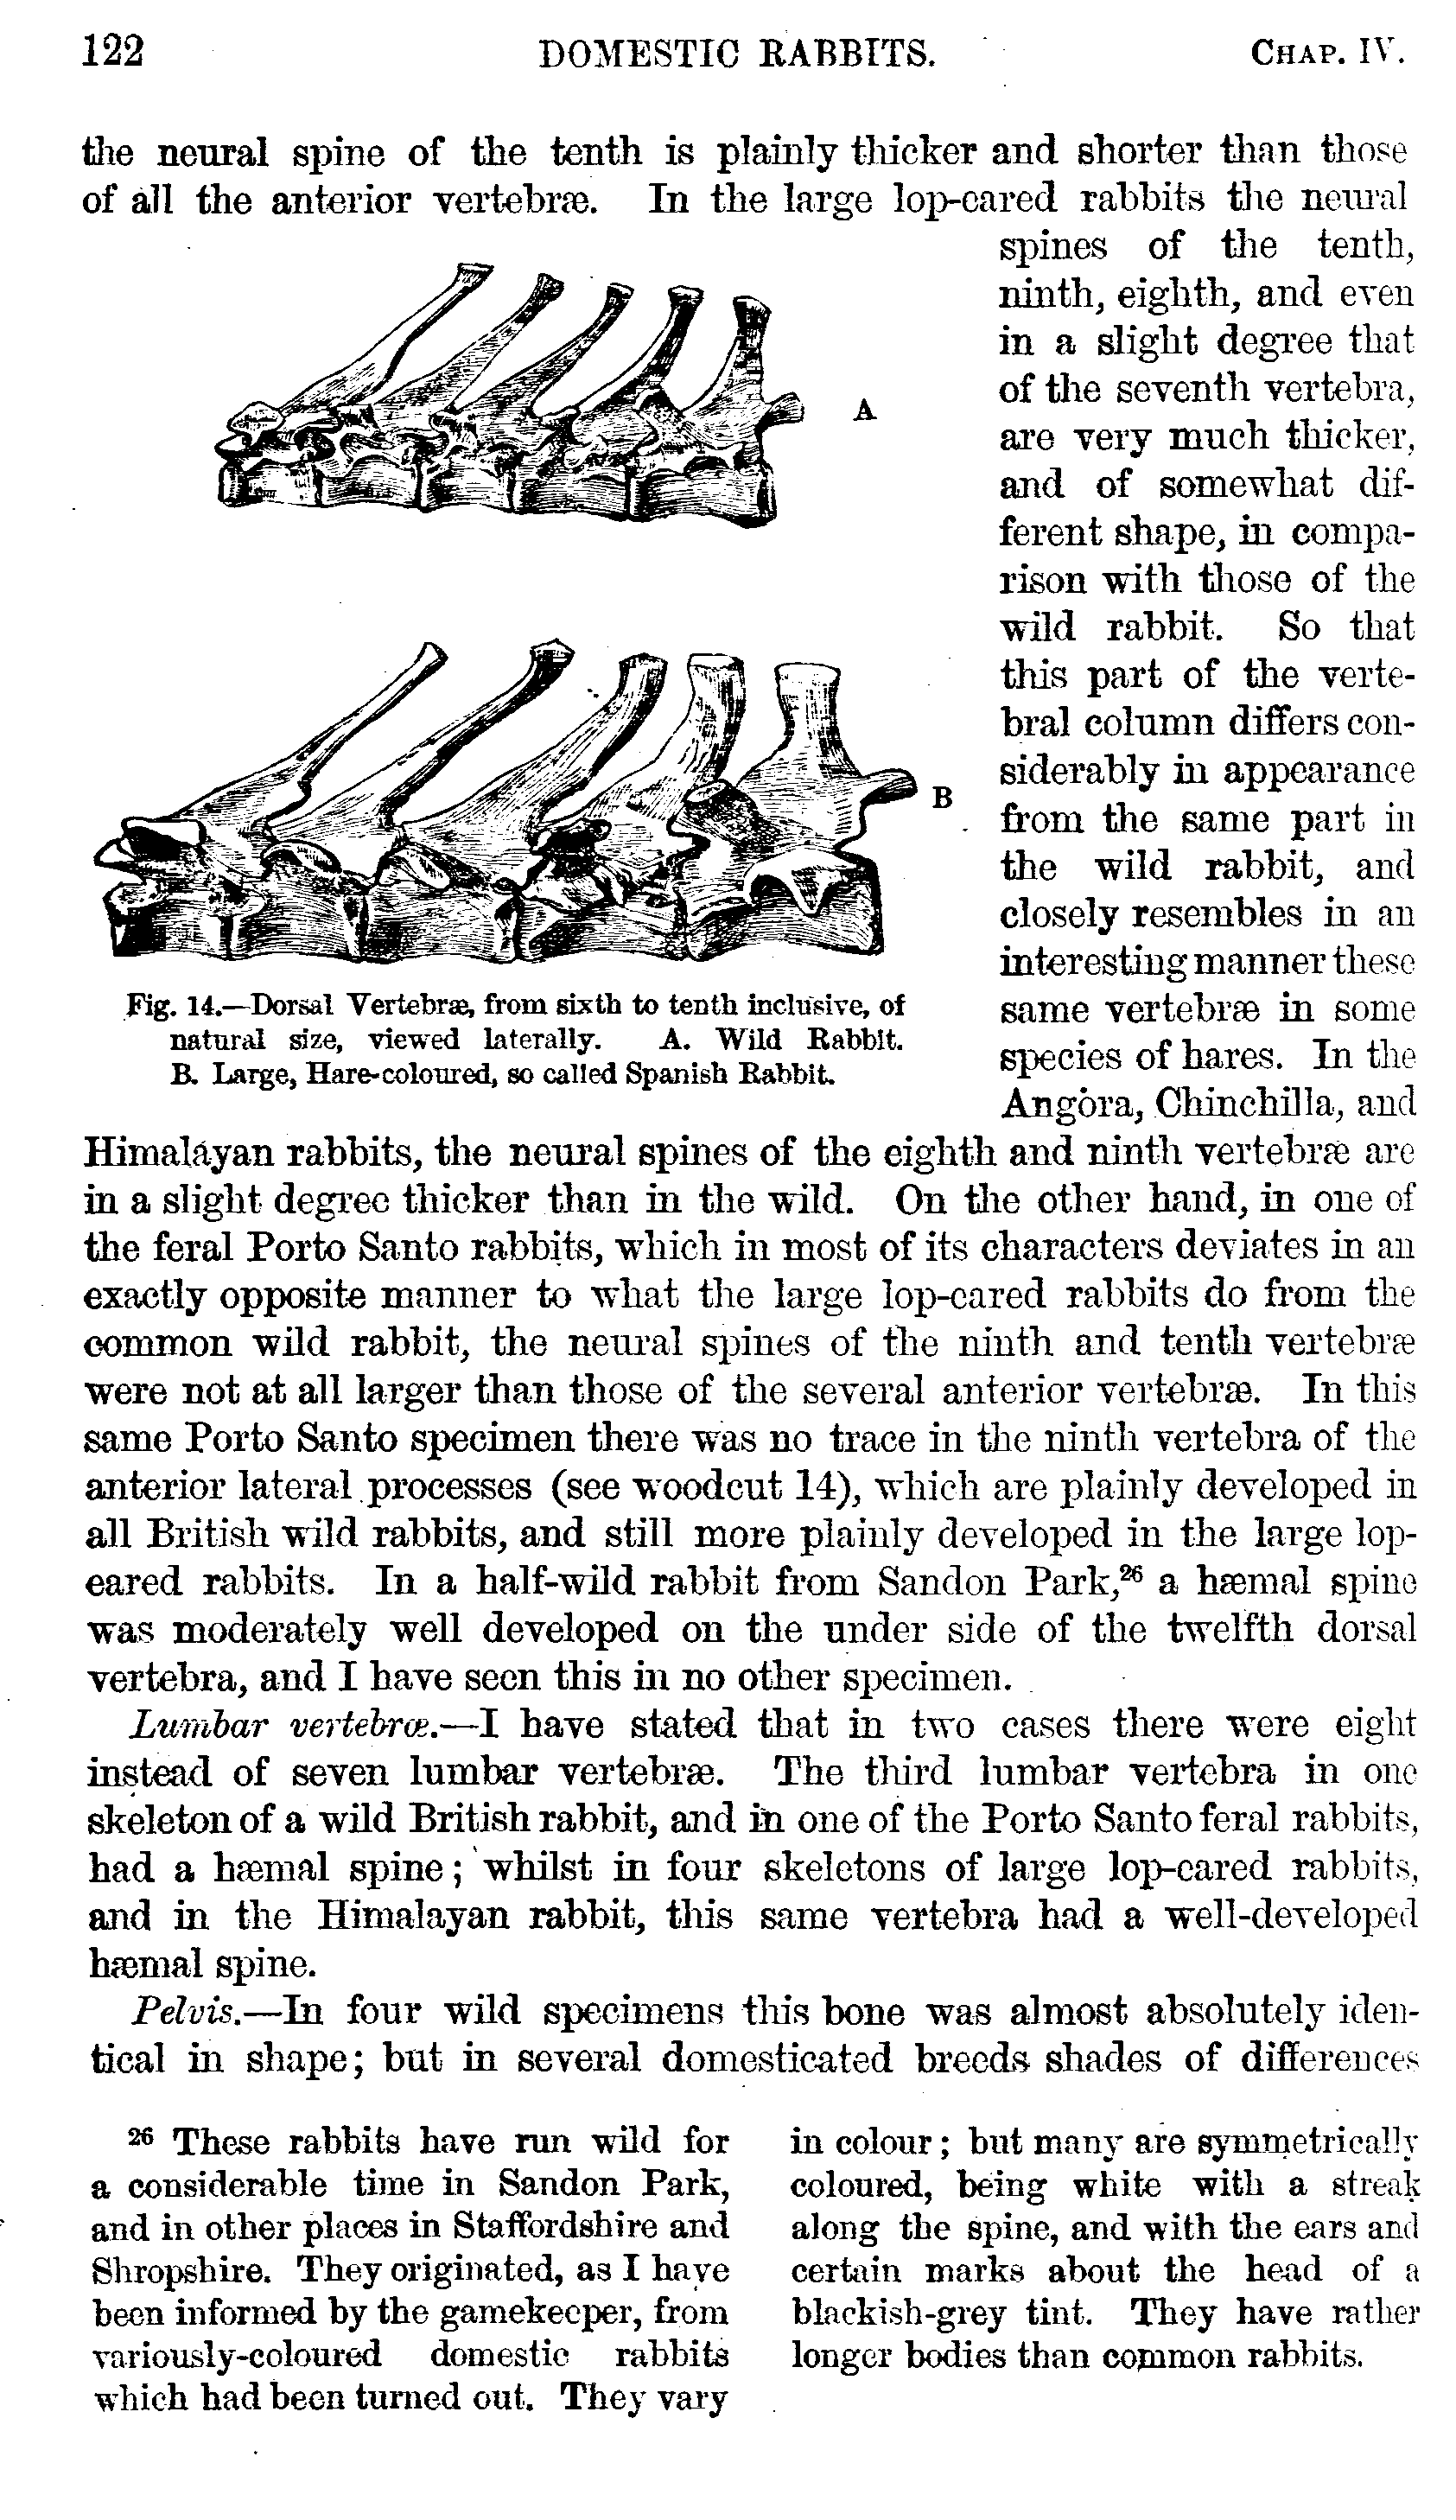 122 DOMESTIC RABBITS. CHAP. IV.
the neural spine of the tenth is plainly thicker and shorter than those
of all the anterior vertebræ. In the large lop-eared rabbits the neural
spines of the tenth,
ninth, eighth, and even
in a slight degree that
of the seventh vertebra,
are very much thicker,
and of somewhat dif-
ferent shape, in compa-
rison with those of the
wild rabbit. So that
this part of the verte-
bral column differs con-
siderably in appearance
from the same part in
the wild rabbit, and
closely resembles in an
interesting manner these
same vertebræ in some
species of hares. In the
Angora, Chinchilla, and
A
B
Fig. 14.—Dorsal Vertebræ, from sixth to tenth inclusive, of
natural size, viewed laterally. A. Wild Rabbit.
B. Large, Hare-coloured, so called Spanish Rabbit.
Himalayan rabbits, the neural spines of the eighth and ninth vertebræ are
in a slight degree thicker than in the wild. On the other hand, in one of
the feral Porto Santo rabbits, which in most of its characters deviates in an
exactly opposite manner to what the large lop-eared rabbits do from the
common wild rabbit, the neural spines of the ninth and tenth vertebræ
were not at all larger than those of the several anterior vertebræ. In this
same Porto Santo specimen there was no trace in the ninth vertebra of the
anterior lateral processes (see woodcut 14), which are plainly developed in
all British wild rabbits, and still more plainly developed in the large lop-
eared rabbits. In a half-wild rabbit from Sandon Park,²⁶ a hæmal spine
was moderately well developed on the under side of the twelfth dorsal
vertebra, and I have seen this in no other specimen.
Lumbar vertebræ.—I have stated that in two cases there were eight
instead of seven lumbar vertebræ. The third lumbar vertebra in one
skeleton of a wild British rabbit, and in one of the Porto Santo feral rabbits,
had a hæmal spine; whilst in four skeletons of large lop-eared rabbits,
and in the Himalayan rabbit, this same vertebra had a well-developed
hæmal spine.
Pelvis.—In four wild specimens this bone was almost absolutely iden-
tical in shape; but in several domesticated breeds shades of differences
²⁶ These rabbits have run wild for
a considerable time in Sandon Park,
and in other places in Staffordshire and
Shropshire. They originated, as I have
been informed by the gamekeeper, from
variously-coloured domestic rabbits
which had been turned out. They vary
in colour; but many are symmetrically
coloured, being white with a streak
along the spine, and with the ears and
certain marks about the head of a
blackish-grey tint. They have rather
longer bodies than common rabbits.